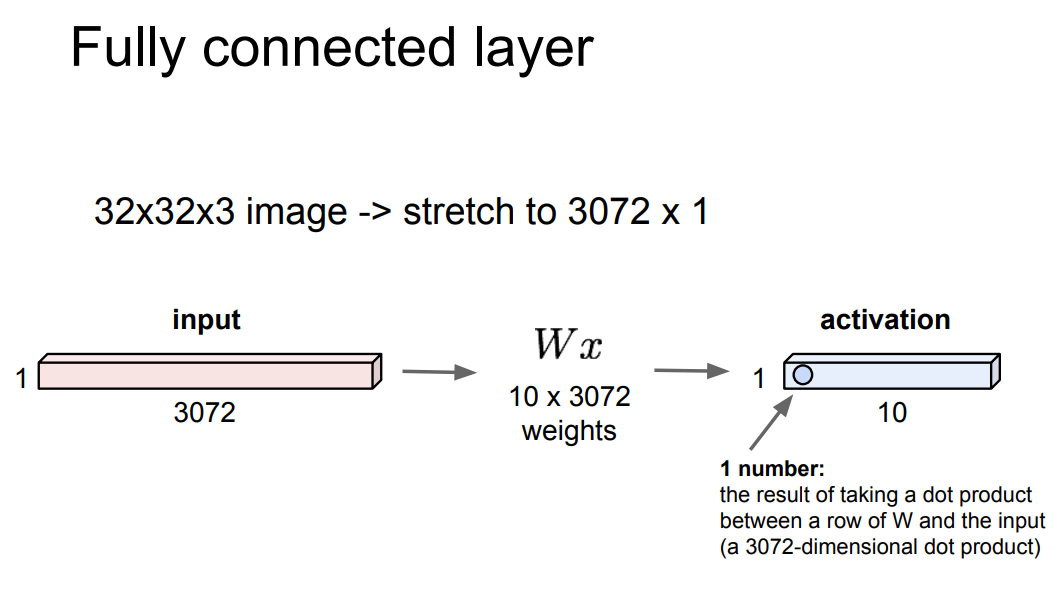 Fully connected layer
32x32x3 image -> stretch to 3072 x 1
input
1
3072
Wx
10 x 3072
weights
activation
1
10
1 number:
the result of taking a dot product
between a row of W and the input
(a 3072-dimensional dot product)